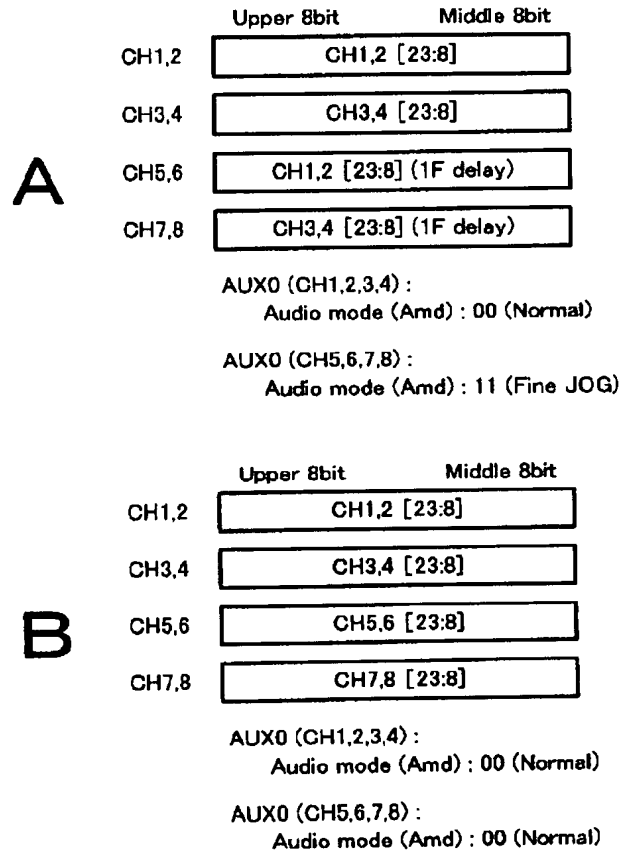 Upper 8bit Middle 8bit
CH1,2 CH1,2 [23:8]
CH3,4 CH3,4 [23:8]
A
CH5,6 CH1,2 [23:8] (1F delay)
CH7,8 CH3,4 [23:8] (1F delay)
AUX0 (CH1,2,3,4) :
Audio mode (Amd) : 00 (Normal)
AUX0 (CH5,6,7,8) :
Audio mode (Amd) : 11 (Fine JOG)
Upper 8bit Middle 8bit
CH1,2 CH1,2 [23:8]
CH3,4 CH3,4 [23:8]
B
CH5,6 CH5,6 [23:8]
CH7,8 CH7,8 [23:8]
AUX0 (CH1,2,3,4) :
Audio mode (Amd) : 00 (Normal)
AUX0 (CH5,6,7,8) :
Audio mode (Amd) : 00 (Normal)